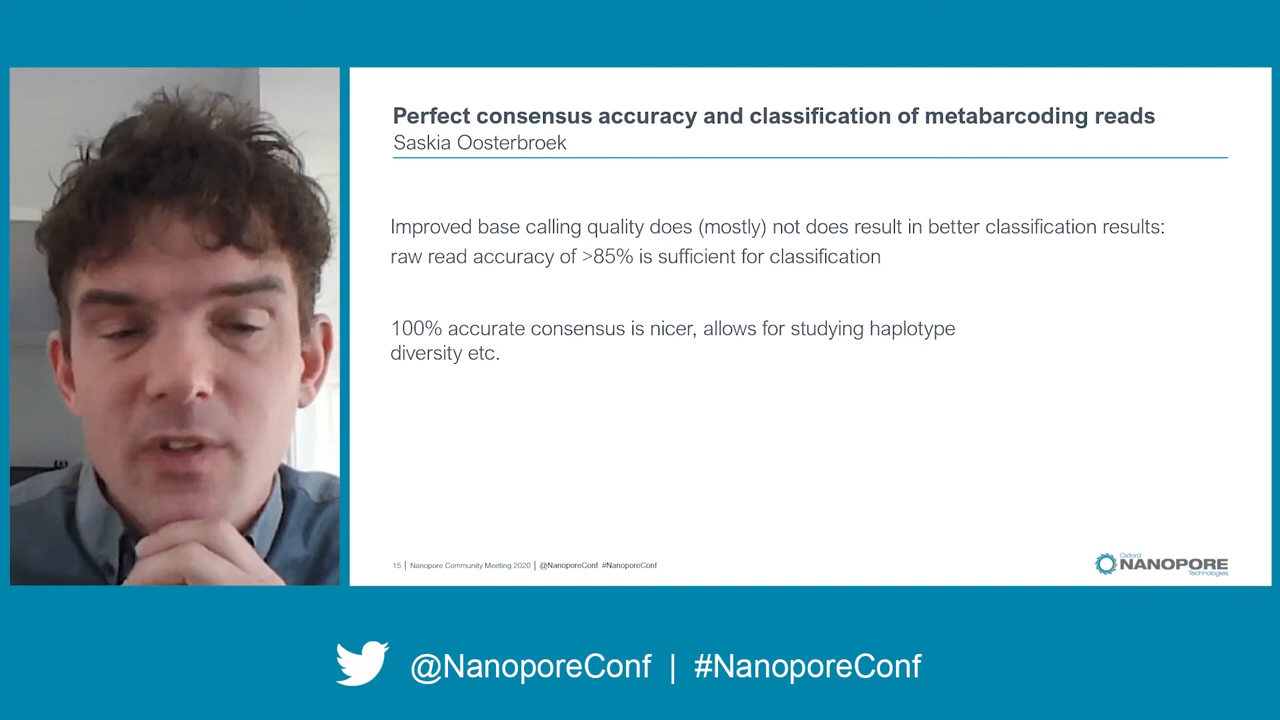 Perfect consensus accuracy and classification of metabarcoding reads
Saskia Oosterbroek
Improved base calling quality does (mostly) not does result in better classification results:
raw read accuracy of >85% is sufficient for classification
100% accurate consensus is nicer, allows for studying haplotype
diversity etc.
15 | Nanopore Community Meeting 2020 | @NanoporeConf #NanoporeConf
Oxford
NANOPORE
Technologies
@NanoporeConf | #NanoporeConf